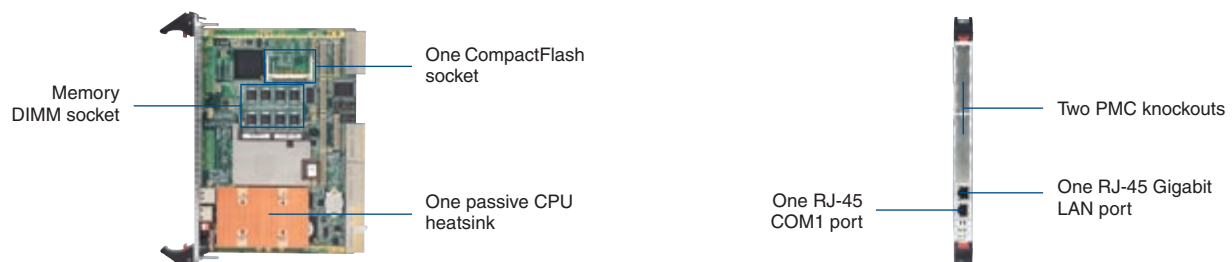 One CompactFlash
socket
Memory
DIMM socket
One passive CPU
heatsink
Two PMC knockouts
One RJ-45 Gigabit
LAN port
One RJ-45
COM1 port